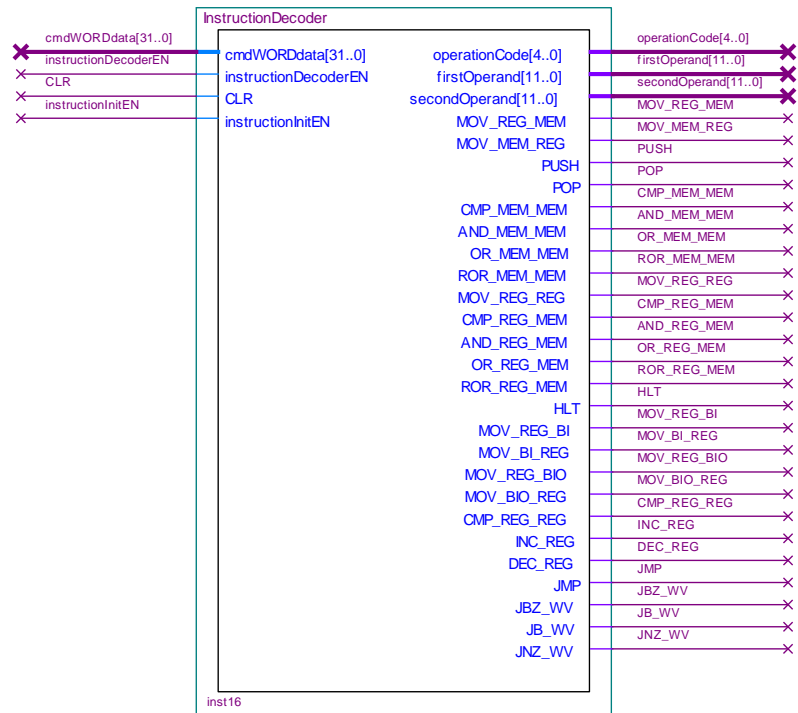 InstructionDecoder
cmdWORDdata[31..0]
instructionDecoderEN
CLR
instructionInitEN
cmdWORDdata[31..0]
instructionDecoderEN
CLR
instructionInitEN
operationCode[4..0]
firstOperand[11..0]
secondOperand[11..0]
MOV_REG_MEM
MOV_MEM_REG
PUSH
POP
CMP_MEM_MEM
AND_MEM_MEM
OR_MEM_MEM
ROR_MEM_MEM
MOV_REG_REG
CMP_REG_MEM
AND_REG_MEM
OR_REG_MEM
ROR_REG_MEM
HLT
MOV_REG_BI
MOV_BI_REG
MOV_REG_BIO
MOV_BIO_REG
CMP_REG_REG
INC_REG
DEC_REG
JMP
JBZ_WV
JB_WV
JNZ_WV
operationCode[4..0]
firstOperand[11..0]
secondOperand[11..0]
MOV_REG_MEM
MOV_MEM_REG
PUSH
POP
CMP_MEM_MEM
AND_MEM_MEM
OR_MEM_MEM
ROR_MEM_MEM
MOV_REG_REG
CMP_REG_MEM
AND_REG_MEM
OR_REG_MEM
ROR_REG_MEM
HLT
MOV_REG_BI
MOV_BI_REG
MOV_REG_BIO
MOV_BIO_REG
CMP_REG_REG
INC_REG
DEC_REG
JMP
JBZ_WV
JB_WV
JNZ_WV
inst16